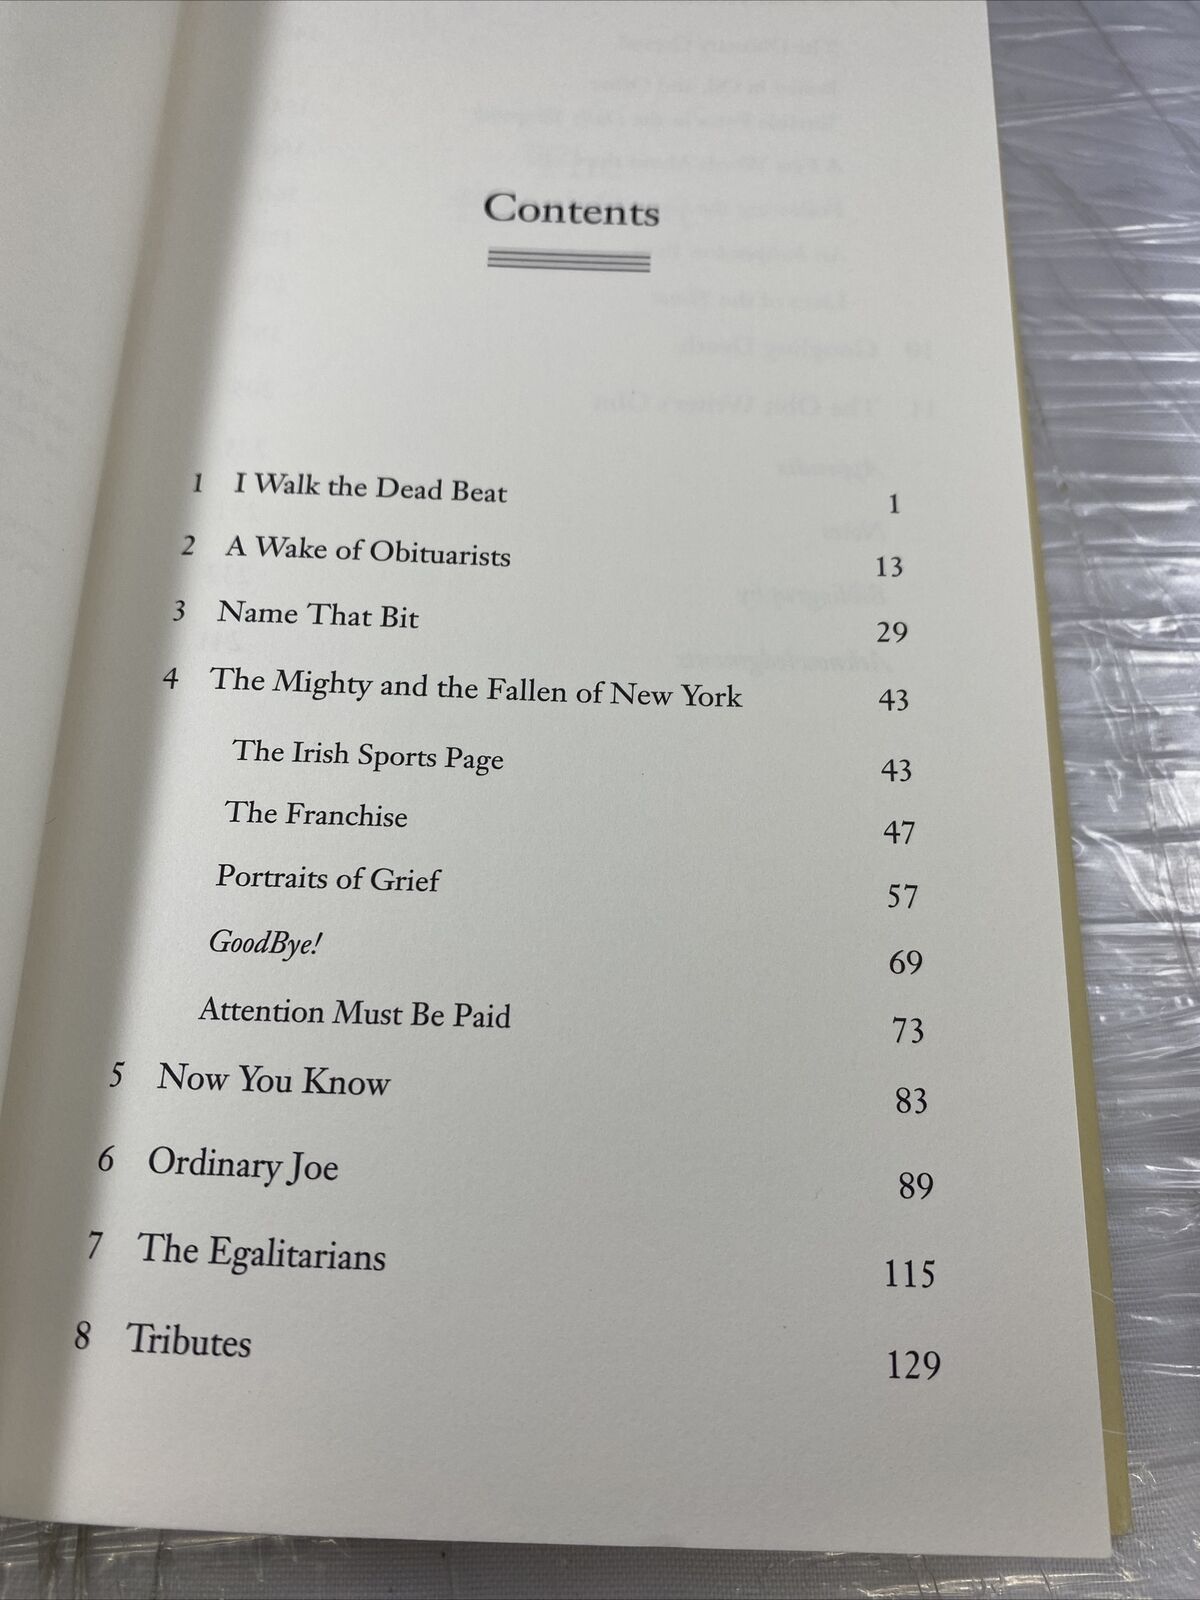 Contents
1 I Walk the Dead Beat 1
2 A Wake of Obituarists 13
3 Name That Bit 29
4 The Mighty and the Fallen of New York 43
The Irish Sports Page 43
The Franchise 47
Portraits of Grief 57
GoodBye! 69
Attention Must Be Paid 73
5 Now You Know 83
6 Ordinary Joe 89
7 The Egalitarians 115
8 Tributes 129